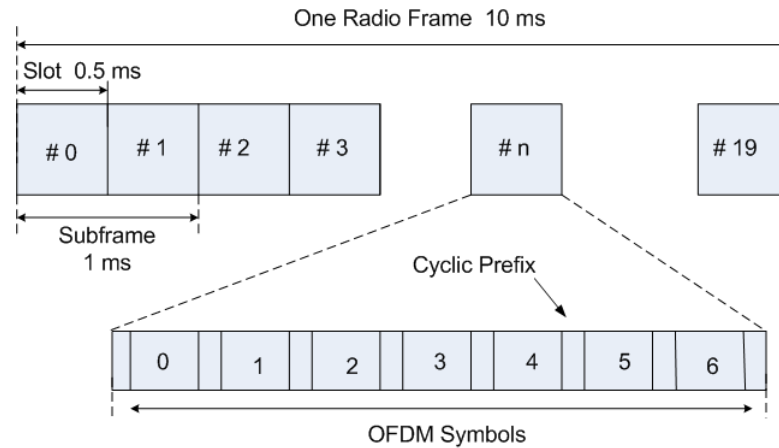 One Radio Frame 10 ms
Slot 0.5 ms
# 0
# 1
# 2
# 3
# n
# 19
Subframe
1 ms
Cyclic Prefix
0
1
2
3
4
5
6
OFDM Symbols